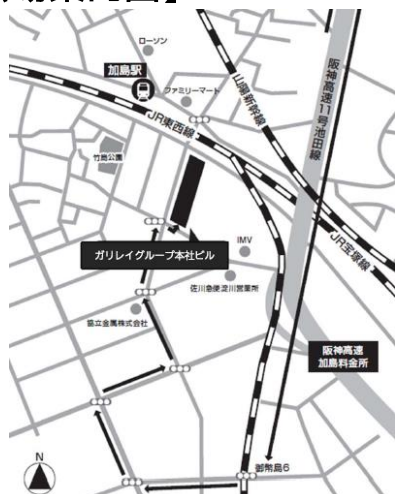 ローソン
加島駅
ファミリーマート
山陽新幹線
阪神高速11号池田線
JR東西線
竹島公園
ガリレイグループ本社ビル
IMV
佐川急便淀川営業所
JR宝塚線
協立金属株式会社
阪神高速
加島料金所
御幣島6
N